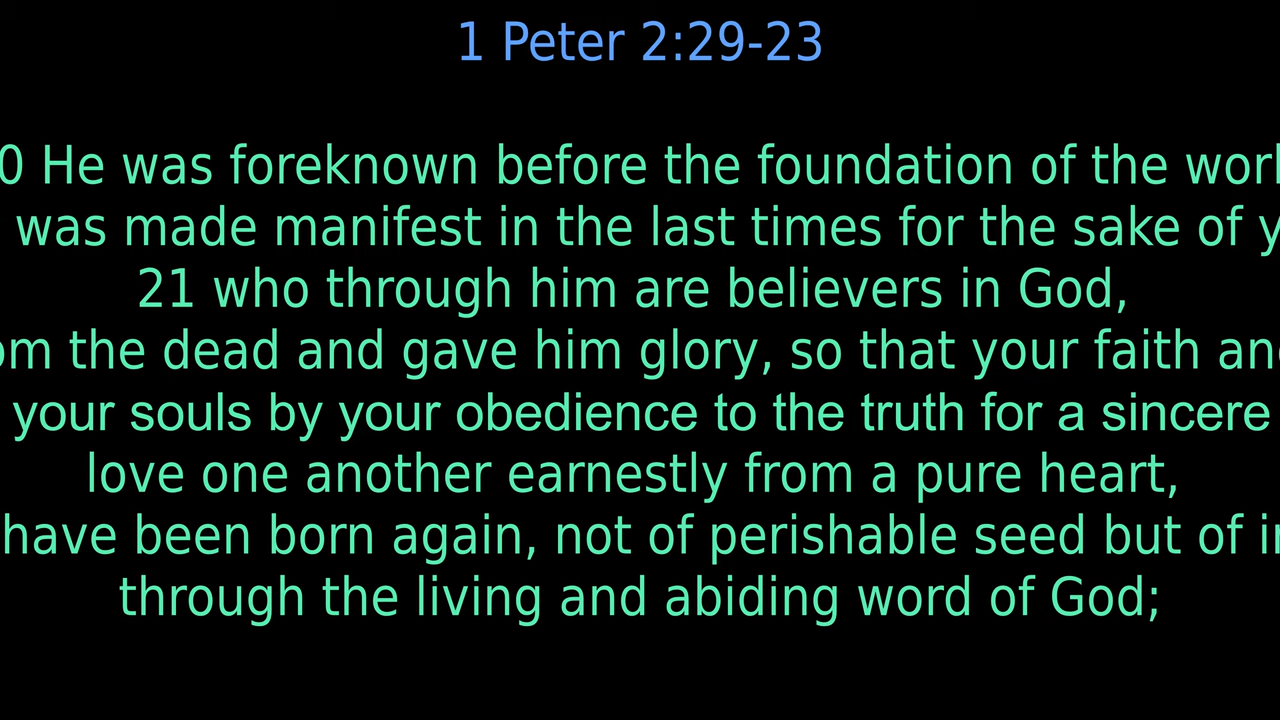 1 Peter 2:29-23
0 He was foreknown before the foundation of the worl
was made manifest in the last times for the sake of y
21 who through him are believers in God,
om the dead and gave him glory, so that your faith and
your souls by your obedience to the truth for a sincere
love one another earnestly from a pure heart,
have been born again, not of perishable seed but of i
through the living and abiding word of God;